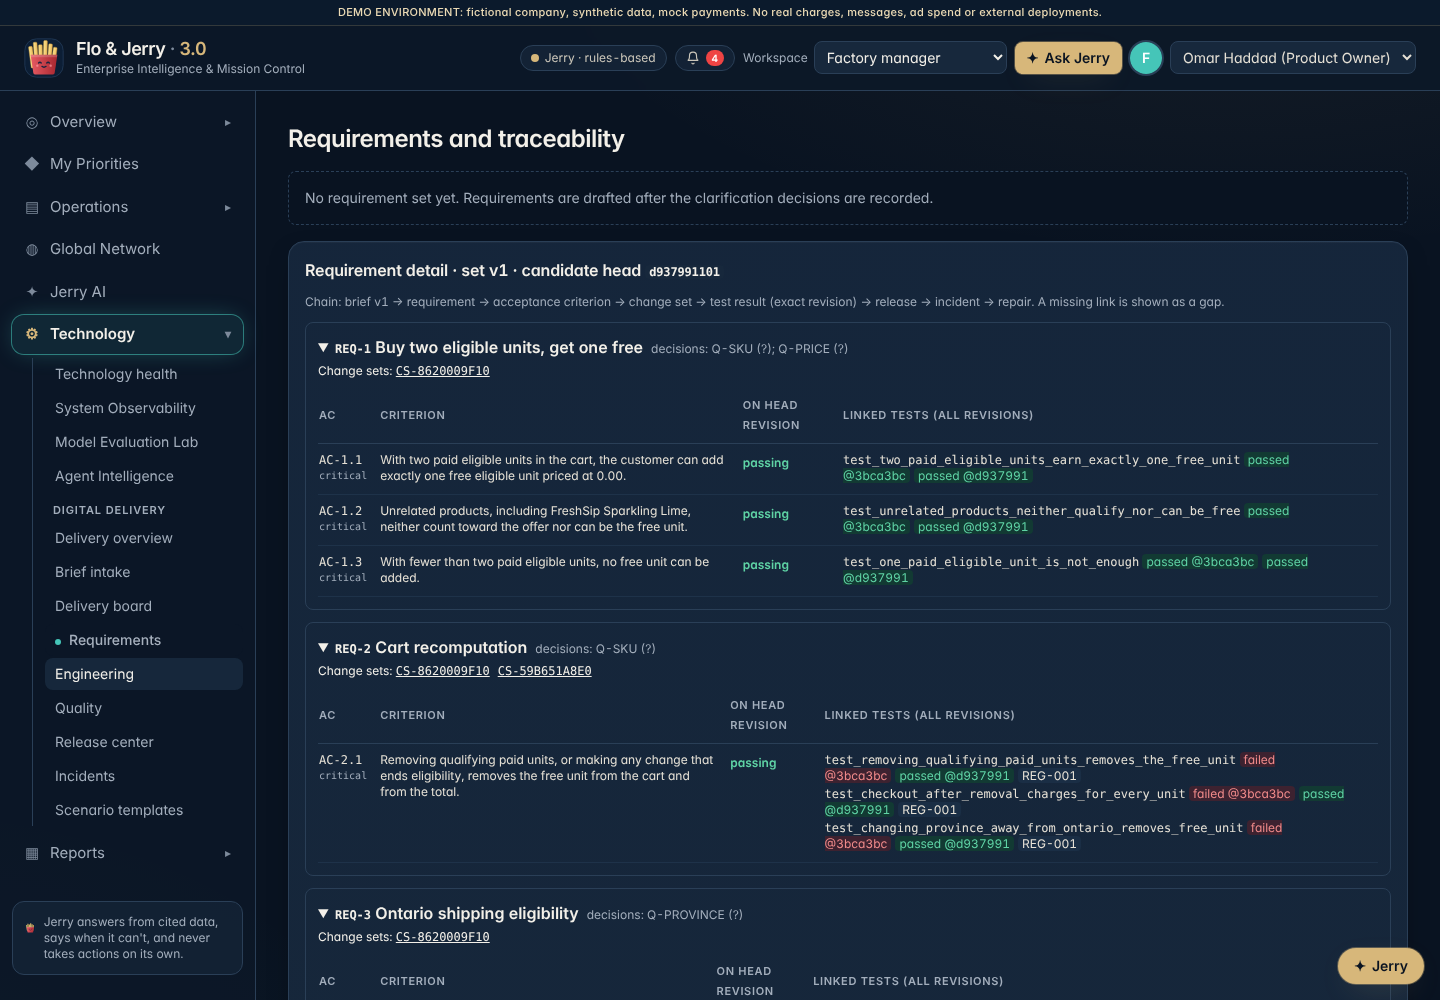 DEMO ENVIRONMENT: fictional company, synthetic data, mock payments. No real charges, messages, ad spend or external deployments.
Flo & Jerry · 3.0
Enterprise Intelligence & Mission Control
Jerry · rules-based
4
Workspace
Factory manager
Ask Jerry
F
Omar Haddad (Product Owner)
Overview
My Priorities
Operations
Global Network
Jerry AI
Technology
Technology health
System Observability
Model Evaluation Lab
Agent Intelligence
DIGITAL DELIVERY
Delivery overview
Brief intake
Delivery board
Requirements
Engineering
Quality
Release center
Incidents
Scenario templates
Reports
Jerry answers from cited data,
says when it can't, and never
takes actions on its own.
Requirements and traceability
No requirement set yet. Requirements are drafted after the clarification decisions are recorded.
Requirement detail · set v1 · candidate head d937991101
Chain: brief v1 → requirement → acceptance criterion → change set → test result (exact revision) → release → incident → repair. A missing link is shown as a gap.
▼ REQ-1 Buy two eligible units, get one free decisions: Q-SKU (?); Q-PRICE (?)
Change sets: CS-8620009F10
AC CRITERION ON HEAD REVISION LINKED TESTS (ALL REVISIONS)
AC-1.1 critical
With two paid eligible units in the cart, the customer can add
exactly one free eligible unit priced at 0.00.
passing
test_two_paid_eligible_units_earn_exactly_one_free_unit passed
@3bca3bc passed @d937991
AC-1.2 critical
Unrelated products, including FreshSip Sparkling Lime,
neither count toward the offer nor can be the free unit.
passing
test_unrelated_products_neither_qualify_nor_can_be_free passed
@3bca3bc passed @d937991
AC-1.3 critical
With fewer than two paid eligible units, no free unit can be
added.
passing
test_one_paid_eligible_unit_is_not_enough passed @3bca3bc passed
@d937991
▼ REQ-2 Cart recomputation decisions: Q-SKU (?)
Change sets: CS-8620009F10 CS-59B651A8E0
AC CRITERION ON HEAD REVISION LINKED TESTS (ALL REVISIONS)
AC-2.1 critical
Removing qualifying paid units, or making any change that
ends eligibility, removes the free unit from the cart and
from the total.
passing
test_removing_qualifying_paid_units_removes_the_free_unit failed
@3bca3bc passed @d937991 REG-001
test_checkout_after_removal_charges_for_every_unit failed @3bca3bc passed
@d937991 REG-001
test_changing_province_away_from_ontario_removes_free_unit failed
@3bca3bc passed @d937991 REG-001
▼ REQ-3 Ontario shipping eligibility decisions: Q-PROVINCE (?)
Change sets: CS-8620009F10
AC CRITERION ON HEAD REVISION LINKED TESTS (ALL REVISIONS)
Jerry